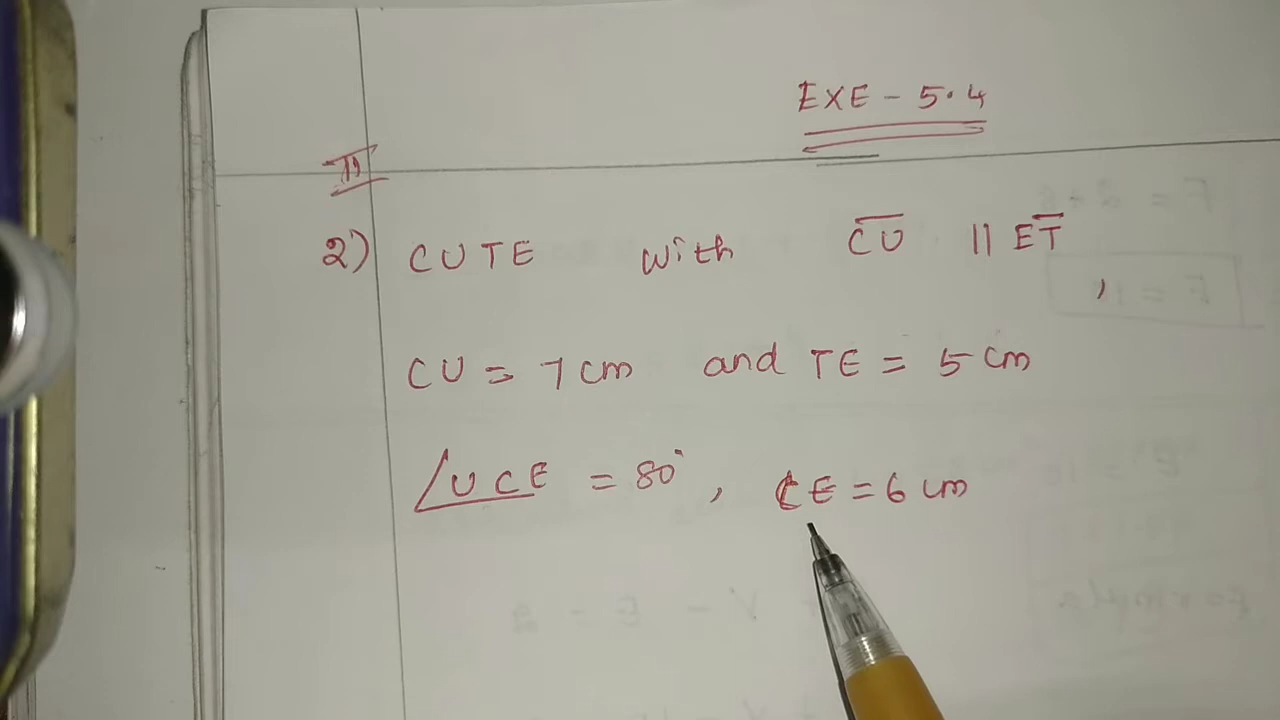 EXE - 5.4
II
2) CUTE with CU || ET,
CU = 7 cm and TE = 5 cm
∠UCE = 80°, CE = 6 cm